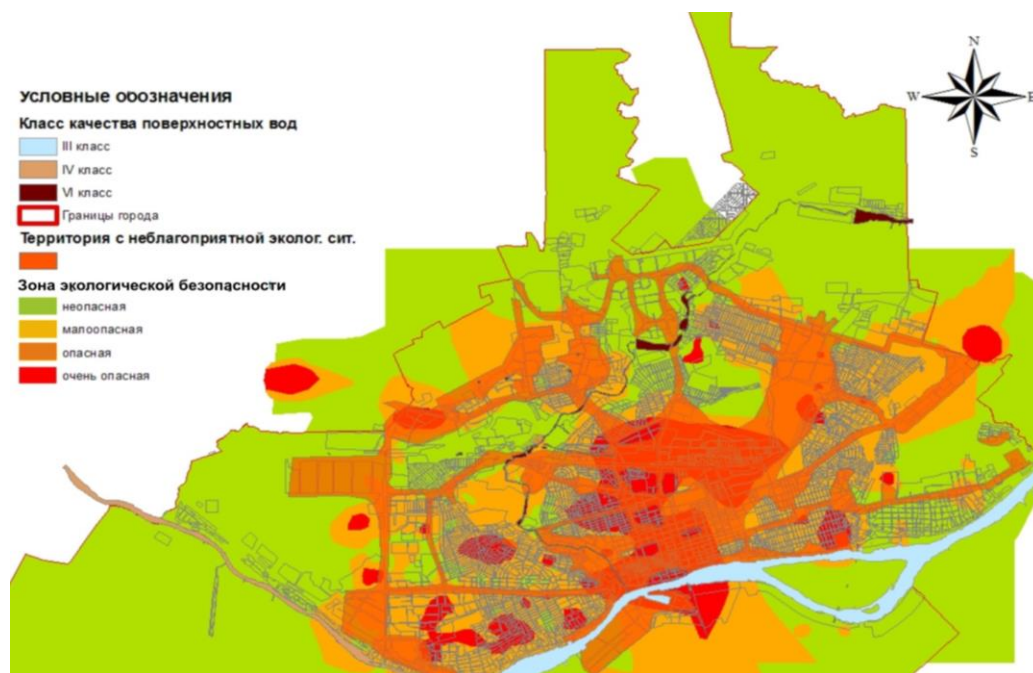 Условные обозначения
Класс качества поверхностных вод
III класс
IV класс
VI класс
Границы города
Территория с неблагоприятной эколог. сит.
Зона экологической безопасности
неопасная
малоопасная
опасная
очень опасная
N
W E
S